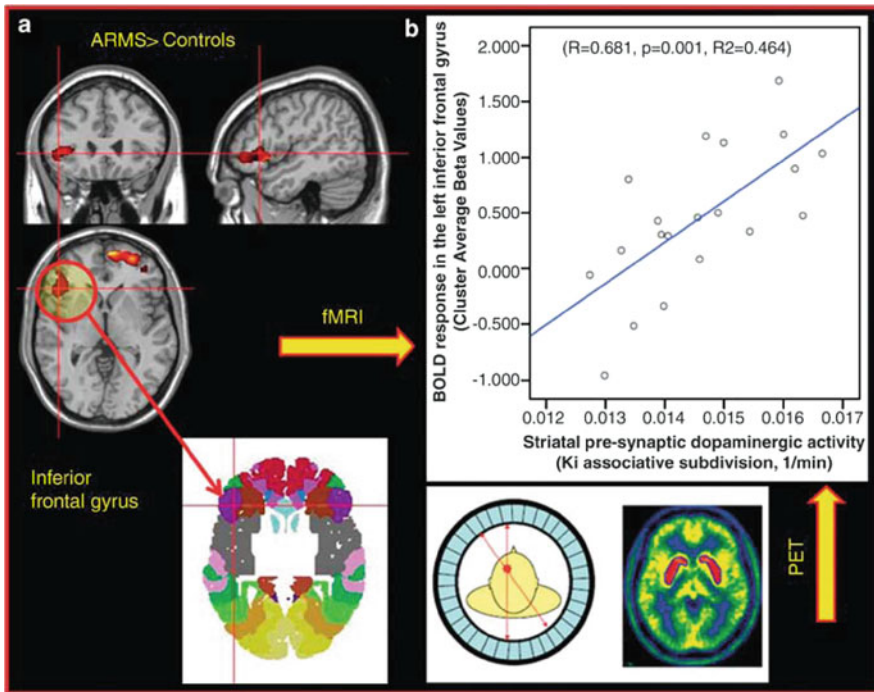 a
ARMS> Controls
fMRI
Inferior
frontal gyrus
b
(R=0.681, p=0.001, R2=0.464)
BOLD response in the left inferior frontal gyrus
(Cluster Average Beta Values)
2.000
1.500
1.000
0.500
0.000
-0.500
-1.000
0.012 0.013 0.014 0.015 0.016 0.017
Striatal pre-synaptic dopaminergic activity
(Ki associative subdivision, 1/min)
PET